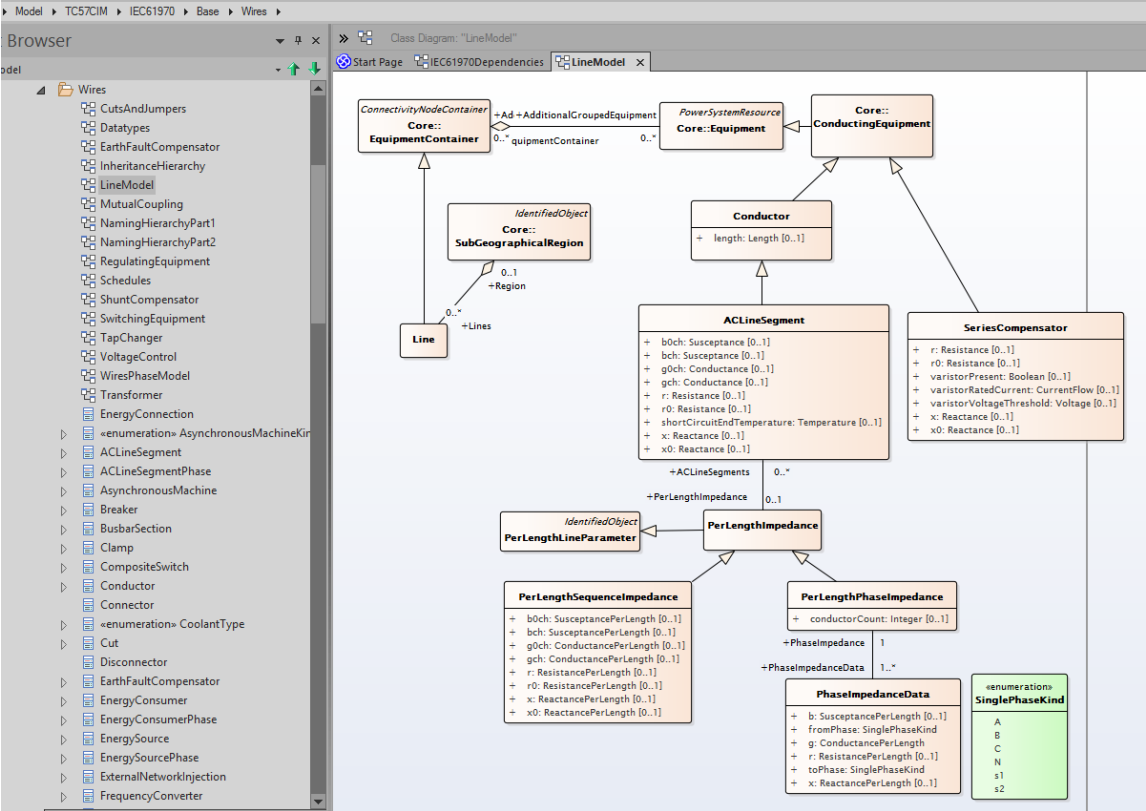 Model TC57CIM IEC61970 Base Wires
Browser
odel
Wires
CutsAndJumpers
Datatypes
EarthFaultCompensator
InheritanceHierarchy
LineModel
MutualCoupling
NamingHierarchyPart1
NamingHierarchyPart2
RegulatingEquipment
Schedules
ShuntCompensator
SwitchingEquipment
TapChanger
VoltageControl
WiresPhaseModel
Transformer
EnergyConnection
«enumeration» AsynchronousMachineKin
ACLineSegment
ACLineSegmentPhase
AsynchronousMachine
Breaker
BusbarSection
Clamp
CompositeSwitch
Conductor
Connector
«enumeration» CoolantType
Cut
Disconnector
EarthFaultCompensator
EnergyConsumer
EnergyConsumerPhase
EnergySource
EnergySourcePhase
ExternalNetworkInjection
FrequencyConverter
Class Diagram: "LineModel"
Start Page
IEC61970Dependencies
LineModel
ConnectivityNodeContainer
Core::
EquipmentContainer
+Ad +AdditionalGroupedEquipment
0..* quipmentContainer 0..*
PowerSystemResource
Core::Equipment
Core::
ConductingEquipment
IdentifiedObject
Core::
SubGeographicalRegion
0..1
+Region
0..*
+Lines
Line
Conductor
+ length: Length [0..1]
ACLineSegment
+ b0ch: Susceptance [0..1]
+ bch: Susceptance [0..1]
+ g0ch: Conductance [0..1]
+ gch: Conductance [0..1]
+ r: Resistance [0..1]
+ r0: Resistance [0..1]
+ shortCircuitEndTemperature: Temperature [0..1]
+ x: Reactance [0..1]
+ x0: Reactance [0..1]
SeriesCompensator
+ r: Resistance [0..1]
+ r0: Resistance [0..1]
+ varistorPresent: Boolean [0..1]
+ varistorRatedCurrent: CurrentFlow [0..1]
+ varistorVoltageThreshold: Voltage [0..1]
+ x: Reactance [0..1]
+ x0: Reactance [0..1]
+ACLineSegments 0..*
+PerLengthImpedance 0..1
IdentifiedObject
PerLengthLineParameter
PerLengthImpedance
PerLengthSequenceImpedance
+ b0ch: SusceptancePerLength [0..1]
+ bch: SusceptancePerLength [0..1]
+ g0ch: ConductancePerLength [0..1]
+ gch: ConductancePerLength [0..1]
+ r: ResistancePerLength [0..1]
+ r0: ResistancePerLength [0..1]
+ x: ReactancePerLength [0..1]
+ x0: ReactancePerLength [0..1]
PerLengthPhaseImpedance
+ conductorCount: Integer [0..1]
+PhaseImpedance 1
+PhaseImpedanceData 1..*
PhaseImpedanceData
+ b: SusceptancePerLength [0..1]
+ fromPhase: SinglePhaseKind
+ g: ConductancePerLength
+ r: ResistancePerLength [0..1]
+ toPhase: SinglePhaseKind
+ x: ReactancePerLength [0..1]
«enumeration»
SinglePhaseKind
A
B
C
N
s1
s2